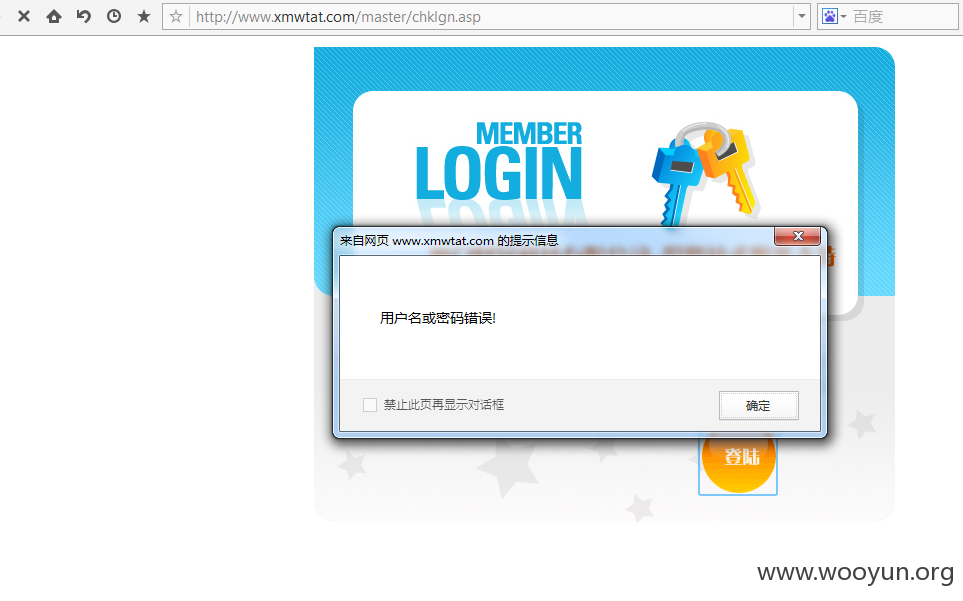 http://www.xmwtat.com/master/chklgn.asp
百度
MEMBER
LOGIN
来自网页 www.xmwtat.com 的提示信息
用户名或密码错误!
禁止此页再显示对话框
确定
登陆
www.wooyun.org